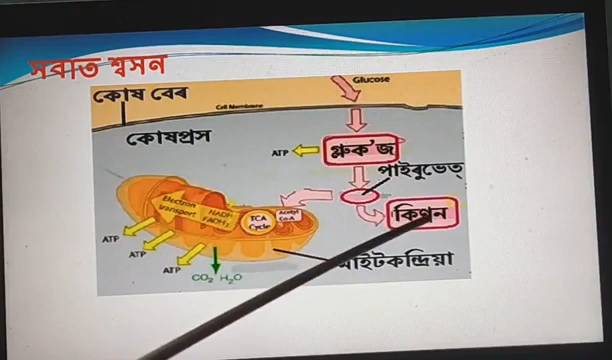 সবাত শ্বসন
কোষ বেৰ
Glucose
Cell Membrane
কোষপ্ৰস
ATP
গ্লুক'জ
পাইৰুভেত্
Electron transport
NADH
FADH₂
TCA
Cycle
Acetyl
Co-A
কিণ্বন
ATP
ATP
ATP
মাইটকন্দ্ৰিয়া
CO₂ H₂O